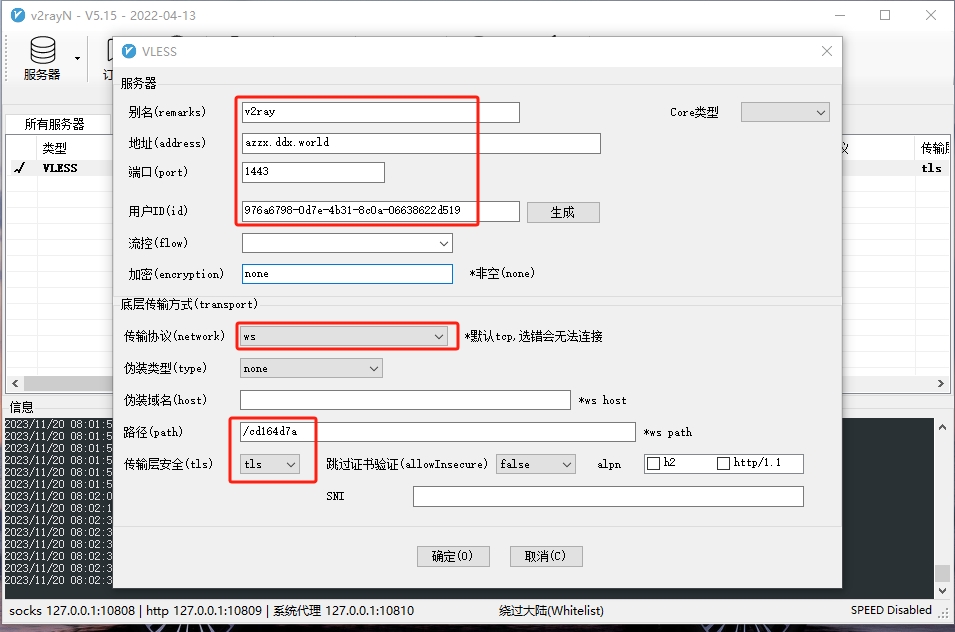 v2rayN - V5.15 - 2022-04-13
服务器
VLESS
服务器
别名(remarks) v2ray Core类型
地址(address) azzx.ddx.world
端口(port) 1443
用户ID(id) 976a6798-0d7e-4b31-8c0a-06638622d519 生成
流控(flow)
加密(encryption) none *非空(none)
底层传输方式(transport)
传输协议(network) ws *默认tcp,选错会无法连接
伪装类型(type) none
伪装域名(host) *ws host
路径(path) /cd164d7a *ws path
传输层安全(tls) tls 跳过证书验证(allowInsecure) false alpn h2 http/1.1
SNI
确定(O) 取消(C)
所有服务器
类型 传输层
VLESS tls
信息
2023/11/20 08:01:5
2023/11/20 08:01:5
2023/11/20 08:01:5
2023/11/20 08:01:5
2023/11/20 08:01:5
2023/11/20 08:01:5
2023/11/20 08:02:0
2023/11/20 08:02:1
2023/11/20 08:02:3
2023/11/20 08:02:3
2023/11/20 08:02:3
2023/11/20 08:02:3
2023/11/20 08:02:3
2023/11/20 08:02:3
socks 127.0.0.1:10808 | http 127.0.0.1:10809 | 系统代理 127.0.0.1:10810 绕过大陆(Whitelist) SPEED Disabled